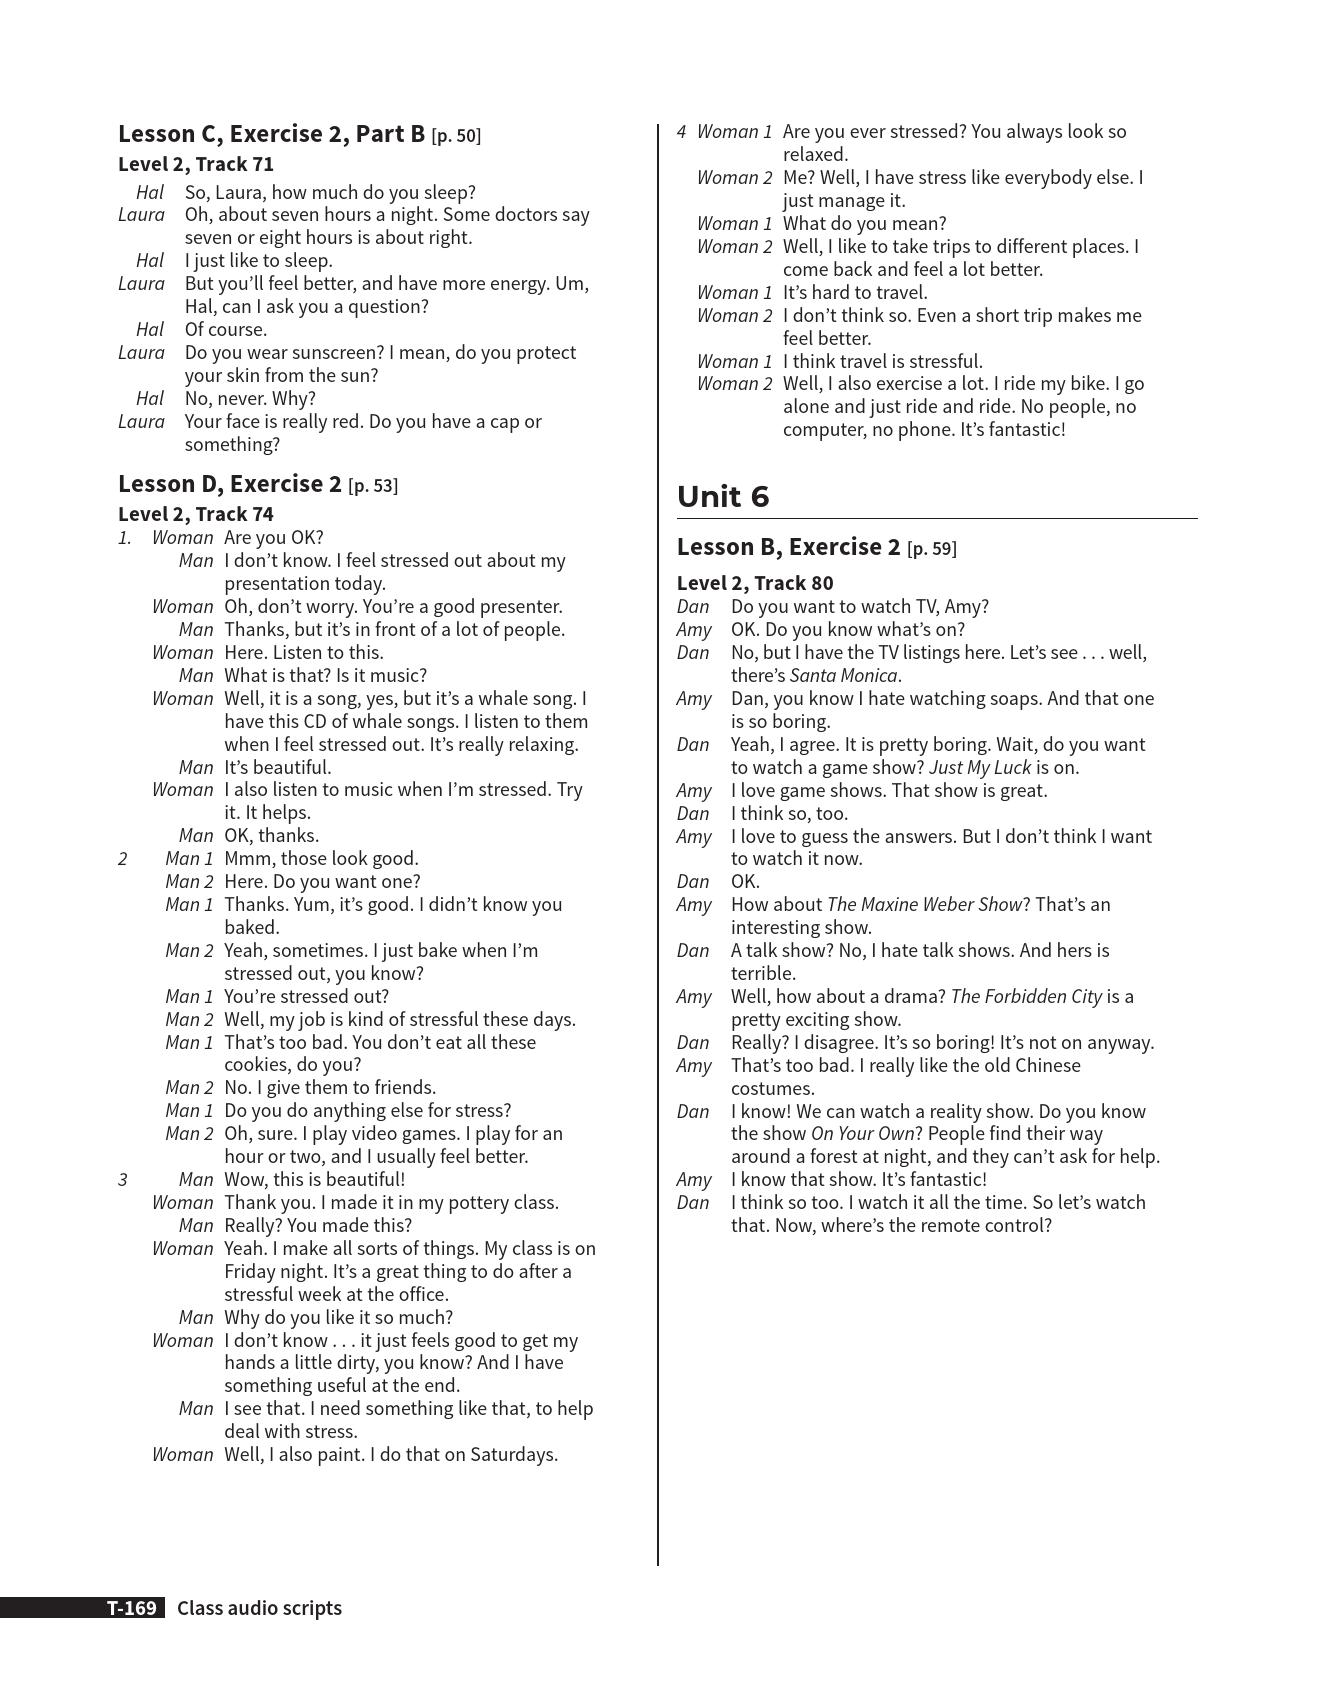 Lesson C, Exercise 2, Part B [p. 50]
Level 2, Track 71
Hal So, Laura, how much do you sleep?
Laura Oh, about seven hours a night. Some doctors say
seven or eight hours is about right.
Hal I just like to sleep.
Laura But you’ll feel better, and have more energy. Um,
Hal, can I ask you a question?
Hal Of course.
Laura Do you wear sunscreen? I mean, do you protect
your skin from the sun?
Hal No, never. Why?
Laura Your face is really red. Do you have a cap or
something?
Lesson D, Exercise 2 [p. 53]
Level 2, Track 74
1. Woman Are you OK?
Man I don’t know. I feel stressed out about my
presentation today.
Woman Oh, don’t worry. You’re a good presenter.
Man Thanks, but it’s in front of a lot of people.
Woman Here. Listen to this.
Man What is that? Is it music?
Woman Well, it is a song, yes, but it’s a whale song. I
have this CD of whale songs. I listen to them
when I feel stressed out. It’s really relaxing.
Man It’s beautiful.
Woman I also listen to music when I’m stressed. Try
it. It helps.
Man OK, thanks.
2 Man 1 Mmm, those look good.
Man 2 Here. Do you want one?
Man 1 Thanks. Yum, it’s good. I didn’t know you
baked.
Man 2 Yeah, sometimes. I just bake when I’m
stressed out, you know?
Man 1 You’re stressed out?
Man 2 Well, my job is kind of stressful these days.
Man 1 That’s too bad. You don’t eat all these
cookies, do you?
Man 2 No. I give them to friends.
Man 1 Do you do anything else for stress?
Man 2 Oh, sure. I play video games. I play for an
hour or two, and I usually feel better.
3 Man Wow, this is beautiful!
Woman Thank you. I made it in my pottery class.
Man Really? You made this?
Woman Yeah. I make all sorts of things. My class is on
Friday night. It’s a great thing to do after a
stressful week at the office.
Man Why do you like it so much?
Woman I don’t know . . . it just feels good to get my
hands a little dirty, you know? And I have
something useful at the end.
Man I see that. I need something like that, to help
deal with stress.
Woman Well, I also paint. I do that on Saturdays.
4 Woman 1 Are you ever stressed? You always look so
relaxed.
Woman 2 Me? Well, I have stress like everybody else. I
just manage it.
Woman 1 What do you mean?
Woman 2 Well, I like to take trips to different places. I
come back and feel a lot better.
Woman 1 It’s hard to travel.
Woman 2 I don’t think so. Even a short trip makes me
feel better.
Woman 1 I think travel is stressful.
Woman 2 Well, I also exercise a lot. I ride my bike. I go
alone and just ride and ride. No people, no
computer, no phone. It’s fantastic!
Unit 6
Lesson B, Exercise 2 [p. 59]
Level 2, Track 80
Dan Do you want to watch TV, Amy?
Amy OK. Do you know what’s on?
Dan No, but I have the TV listings here. Let’s see . . . well,
there’s Santa Monica.
Amy Dan, you know I hate watching soaps. And that one
is so boring.
Dan Yeah, I agree. It is pretty boring. Wait, do you want
to watch a game show? Just My Luck is on.
Amy I love game shows. That show is great.
Dan I think so, too.
Amy I love to guess the answers. But I don’t think I want
to watch it now.
Dan OK.
Amy How about The Maxine Weber Show? That’s an
interesting show.
Dan A talk show? No, I hate talk shows. And hers is
terrible.
Amy Well, how about a drama? The Forbidden City is a
pretty exciting show.
Dan Really? I disagree. It’s so boring! It’s not on anyway.
Amy That’s too bad. I really like the old Chinese
costumes.
Dan I know! We can watch a reality show. Do you know
the show On Your Own? People find their way
around a forest at night, and they can’t ask for help.
Amy I know that show. It’s fantastic!
Dan I think so too. I watch it all the time. So let’s watch
that. Now, where’s the remote control?
T-169 Class audio scripts